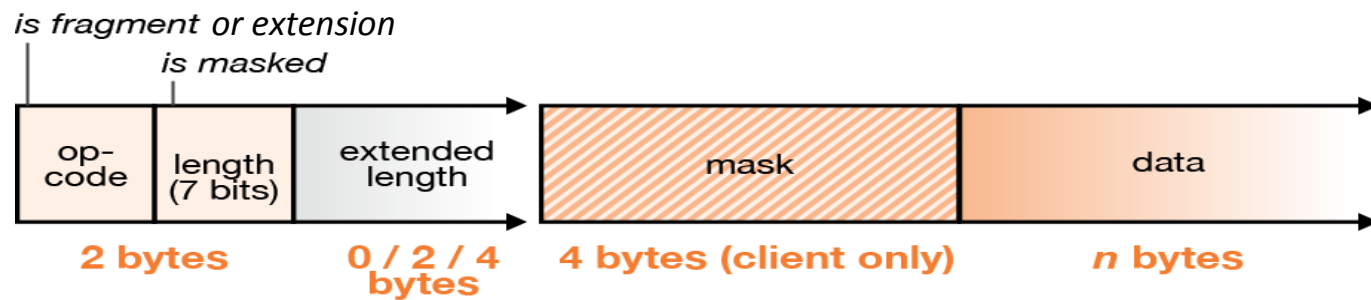 is fragment or extension
is masked
op-
code
length
(7 bits)
extended
length
mask
data
2 bytes
0 / 2 / 4
bytes
4 bytes (client only)
n bytes